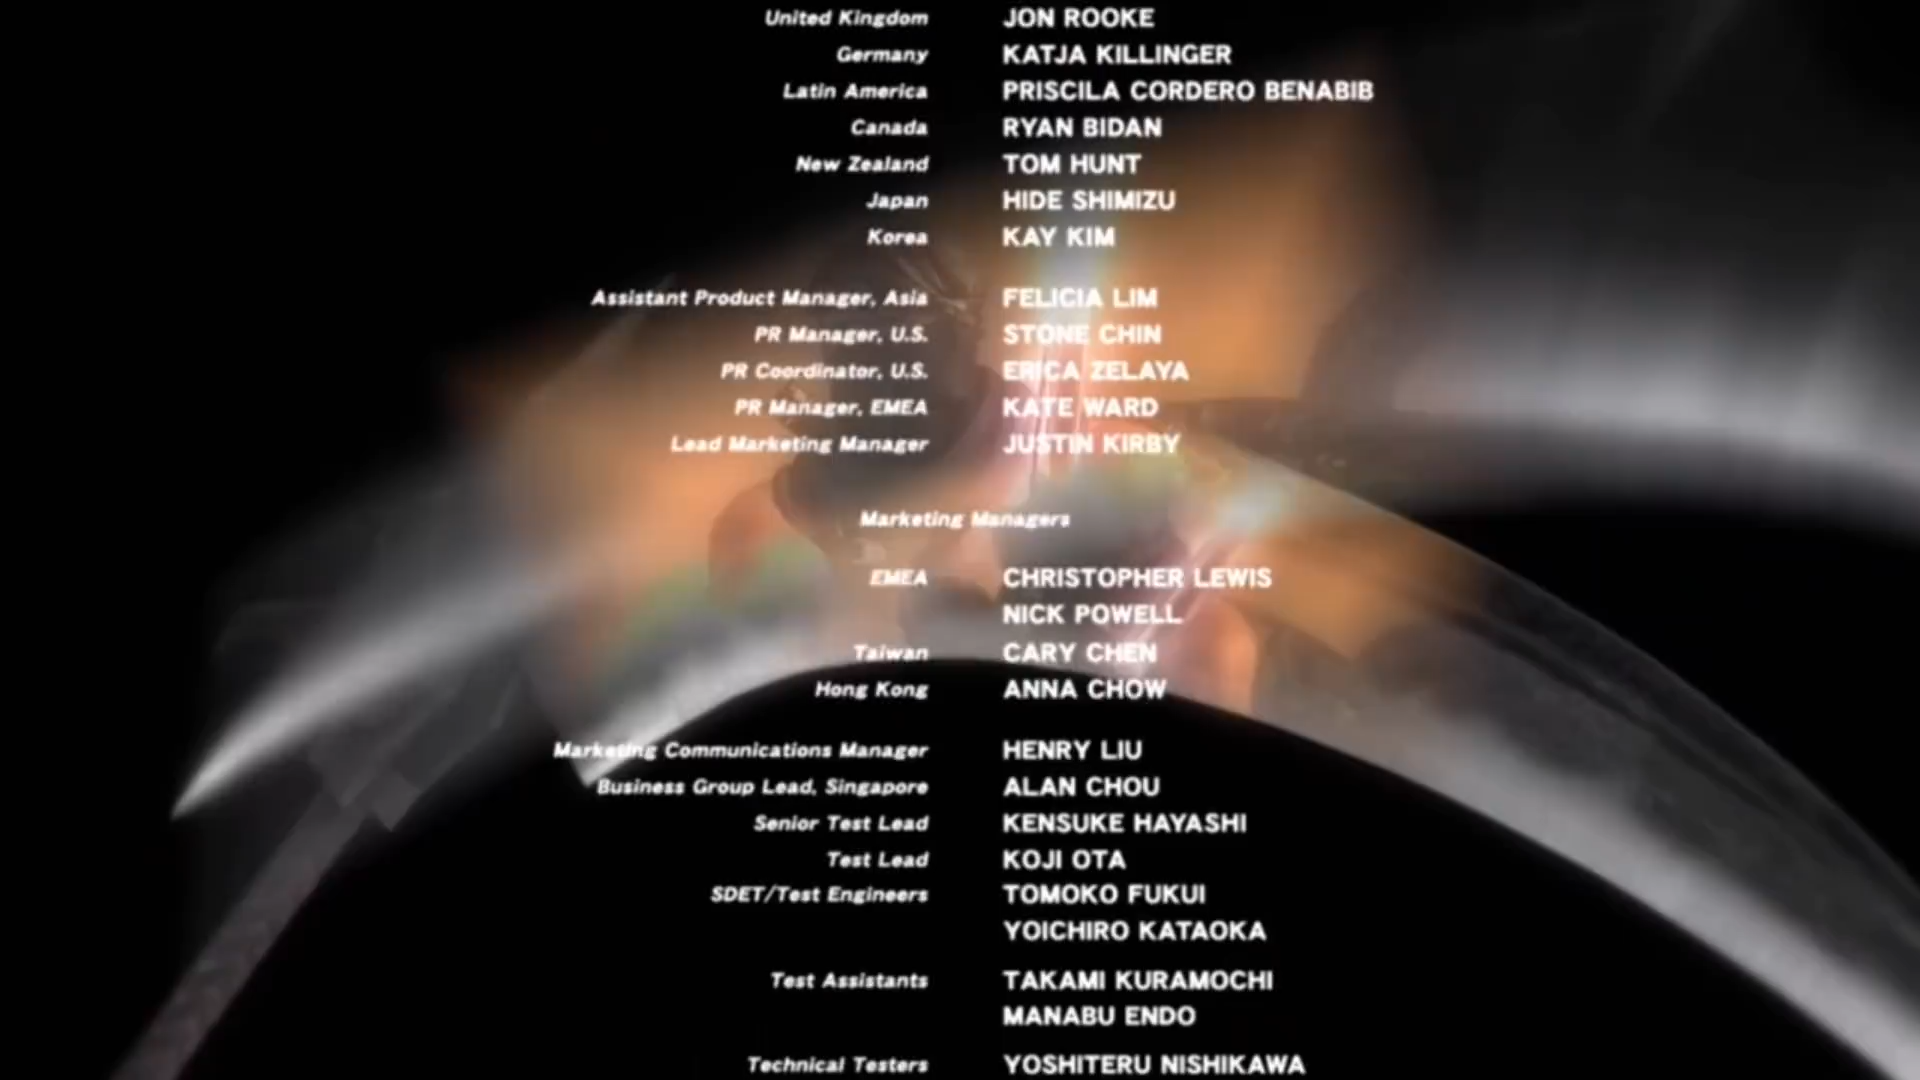 United Kingdom JON ROOKE
Germany KATJA KILLINGER
Latin America PRISCILA CORDERO BENABIB
Canada RYAN BIDAN
New Zealand TOM HUNT
Japan HIDE SHIMIZU
Korea KAY KIM
Assistant Product Manager, Asia FELICIA LIM
PR Manager, U.S. STONE CHIN
PR Coordinator, U.S. ERICA ZELAYA
PR Manager, EMEA KATE WARD
Lead Marketing Manager JUSTIN KIRBY
Marketing Managers
EMEA CHRISTOPHER LEWIS
NICK POWELL
Taiwan CARY CHEN
Hong Kong ANNA CHOW
Marketing Communications Manager HENRY LIU
Business Group Lead, Singapore ALAN CHOU
Senior Test Lead KENSUKE HAYASHI
Test Lead KOJI OTA
SDET/Test Engineers TOMOKO FUKUI
YOICHIRO KATAOKA
Test Assistants TAKAMI KURAMOCHI
MANABU ENDO
Technical Testers YOSHITERU NISHIKAWA